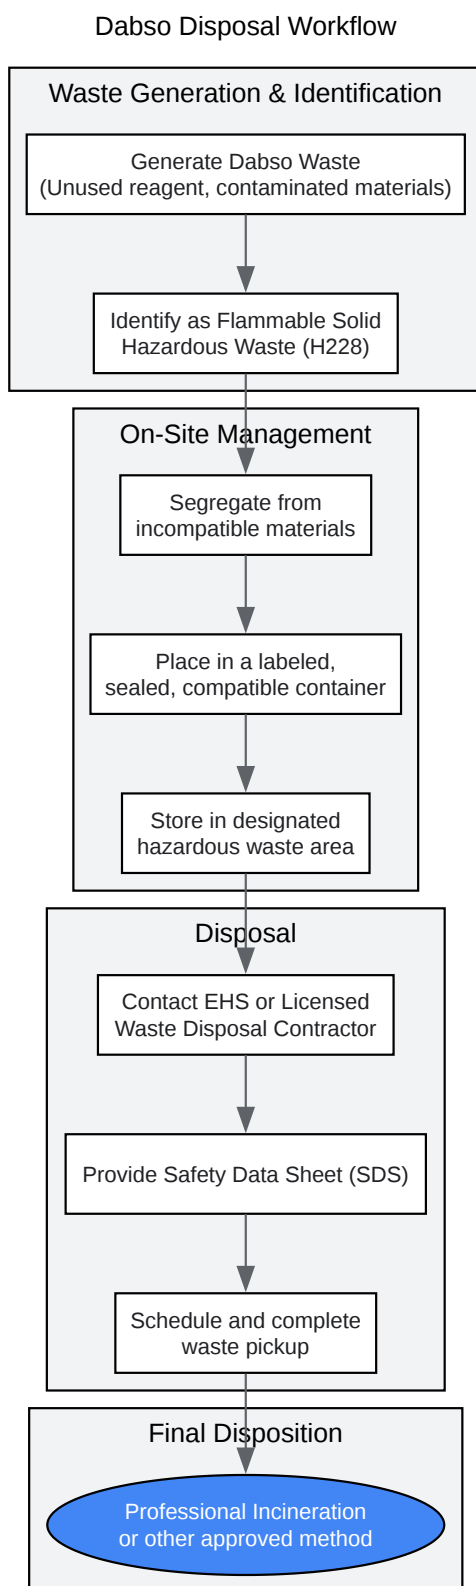 Dabso Disposal Workflow
Waste Generation & Identification
Generate Dabso Waste
(Unused reagent, contaminated materials)
Identify as Flammable Solid
Hazardous Waste (H228)
On-Site Management
Segregate from
incompatible materials
Place in a labeled,
sealed, compatible container
Store in designated
hazardous waste area
Disposal
Contact EHS or Licensed
Waste Disposal Contractor
Provide Safety Data Sheet (SDS)
Schedule and complete
waste pickup
Final Disposition
Professional Incineration
or other approved method